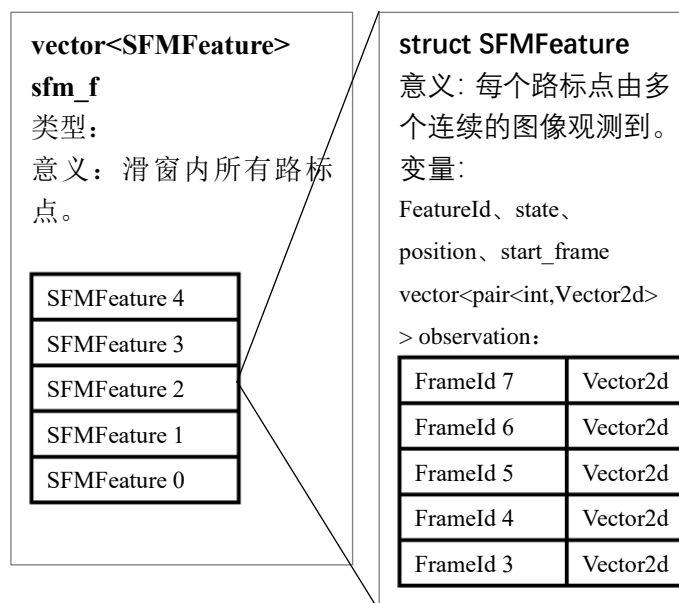 vector<SFMFeature>
sfm_f
类型：
意义：滑窗内所有路标
点。
SFMFeature 4
SFMFeature 3
SFMFeature 2
SFMFeature 1
SFMFeature 0
struct SFMFeature
意义：每个路标点由多
个连续的图像观测到。
变量：
FeatureId、state、
position、start_frame
vector<pair<int,Vector2d>
> observation：
FrameId 7 Vector2d
FrameId 6 Vector2d
FrameId 5 Vector2d
FrameId 4 Vector2d
FrameId 3 Vector2d